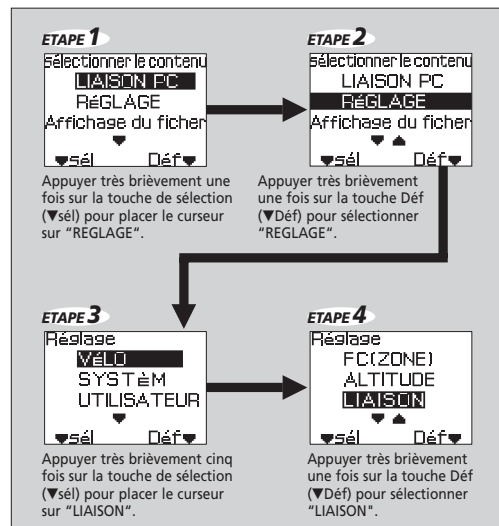 ETAPE 1
Sélectionner le contenu
LIAISON PC
RéGLAGE
Affichage du ficher
▼
▼sél Déf▼
Appuyer très brièvement une
fois sur la touche de sélection
(▼sél) pour placer le curseur
sur “REGLAGE“.
ETAPE 2
Sélectionner le contenu
LIAISON PC
RéGLAGE
Affichage du ficher
▼ ▲
▼sél Déf▼
Appuyer très brièvement
une fois sur la touche Déf
(▼Déf) pour sélectionner
“REGLAGE“.
ETAPE 3
Réglage
VéLO
SYSTèM
UTILISATEUR
▼
▼sél Déf▼
Appuyer très brièvement cinq
fois sur la touche de sélection
(▼sél) pour placer le curseur
sur “LIAISON“.
ETAPE 4
Réglage
FC(ZONE)
ALTITUDE
LIAISON
▼ ▲
▼sél Déf▼
Appuyer très brièvement
une fois sur la touche Déf
(▼Déf) pour sélectionner
“LIAISON".